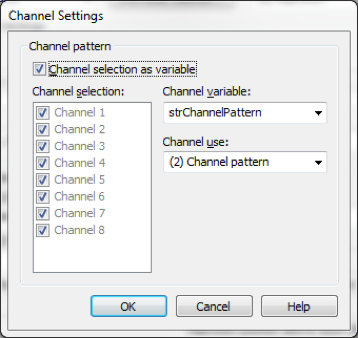 Channel Settings
Channel pattern
Channel selection as variable
Channel selection:
Channel 1
Channel 2
Channel 3
Channel 4
Channel 5
Channel 6
Channel 7
Channel 8
Channel variable:
strChannelPattern
Channel use:
(2) Channel pattern
OK
Cancel
Help